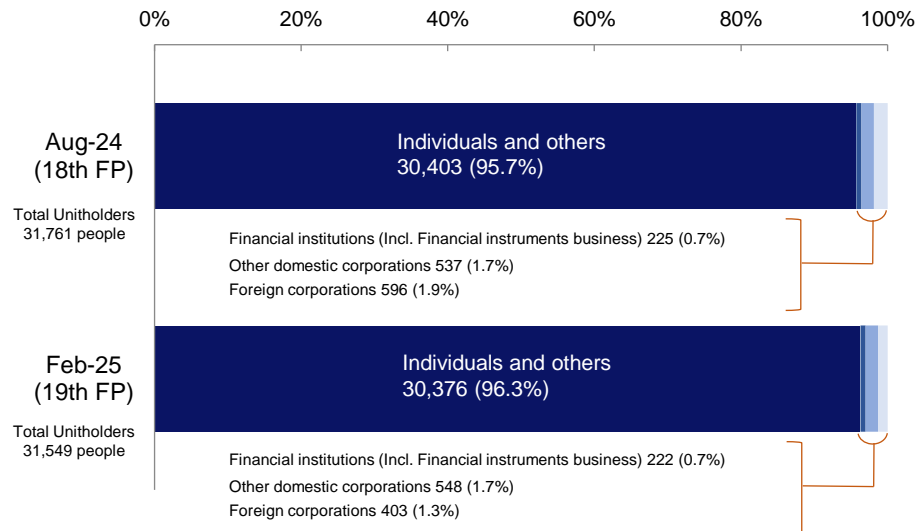 0% 20% 40% 60% 80% 100%
Aug-24
(18th FP)
Total Unitholders
31,761 people
Individuals and others
30,403 (95.7%)
Financial institutions (Incl. Financial instruments business) 225 (0.7%)
Other domestic corporations 537 (1.7%)
Foreign corporations 596 (1.9%)
Feb-25
(19th FP)
Total Unitholders
31,549 people
Individuals and others
30,376 (96.3%)
Financial institutions (Incl. Financial instruments business) 222 (0.7%)
Other domestic corporations 548 (1.7%)
Foreign corporations 403 (1.3%)